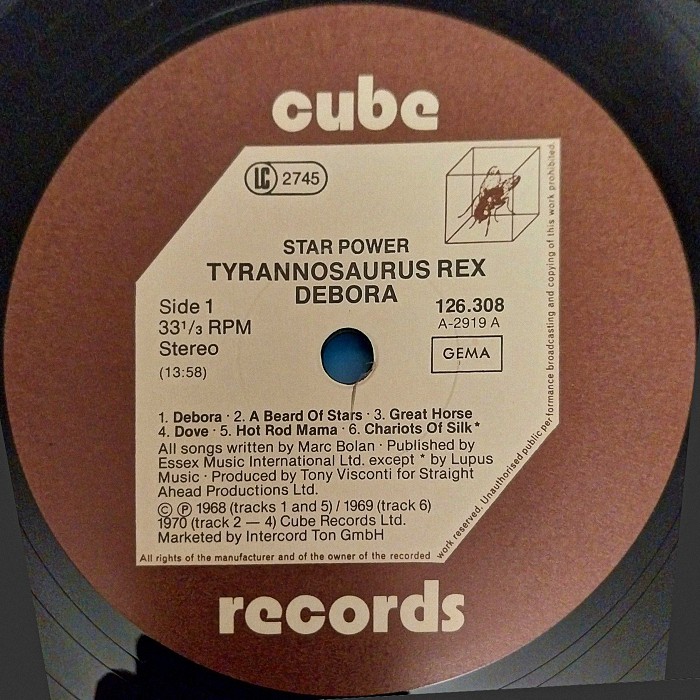 cube
LC 2745
STAR POWER
TYRANNOSAURUS REX
DEBORA
Side 1
33 1/3 RPM
Stereo
(13:58)
126.308
A-2919 A
GEMA
1. Debora · 2. A Beard Of Stars · 3. Great Horse
4. Dove · 5. Hot Rod Mama · 6. Chariots Of Silk*
All songs written by Marc Bolan · Published by
Essex Music International Ltd. except * by Lupus
Music · Produced by Tony Visconti for Straight
Ahead Productions Ltd.
© ℗ 1968 (tracks 1 and 5) / 1969 (track 6)
1970 (track 2 — 4) Cube Records Ltd.
Marketed by Intercord Ton GmbH
All rights of the manufacturer and of the owner of the recorded
work reserved. Unauthorised public performance broadcasting and copying of this work prohibited.
records